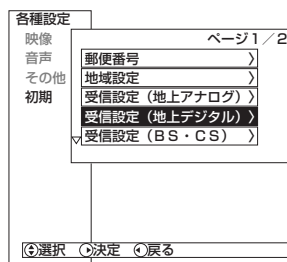 各種設定
映像
音声
その他
初期
ページ1／2
郵便番号 〉
地域設定 〉
受信設定（地上アナログ）〉
受信設定（地上デジタル）〉
受信設定（BS・CS）〉
選択 決定 戻る